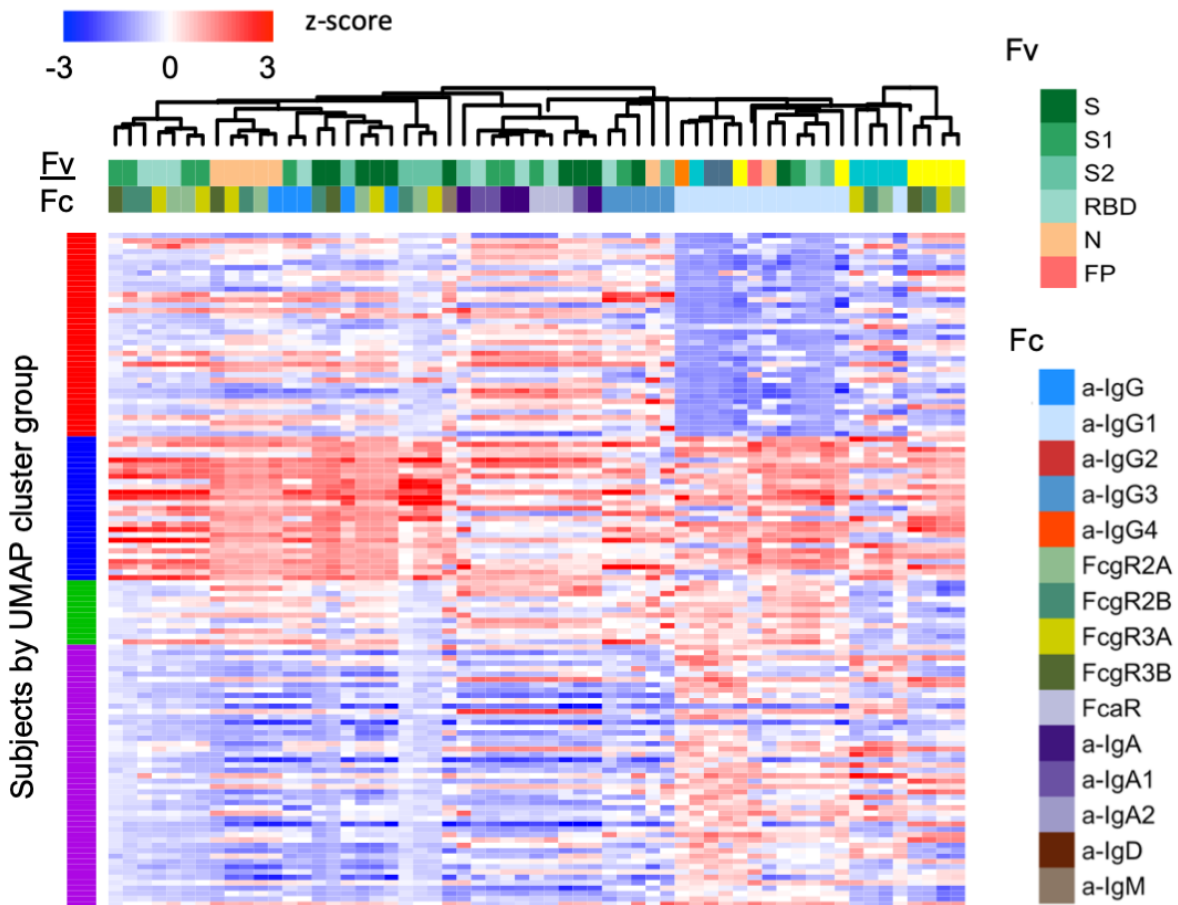 z-score
-3 0 3
Fv
Fc
Subjects by UMAP cluster group
Fv
S
S1
S2
RBD
N
FP
Fc
a-IgG
a-IgG1
a-IgG2
a-IgG3
a-IgG4
FcgR2A
FcgR2B
FcgR3A
FcgR3B
FcaR
a-IgA
a-IgA1
a-IgA2
a-IgD
a-IgM